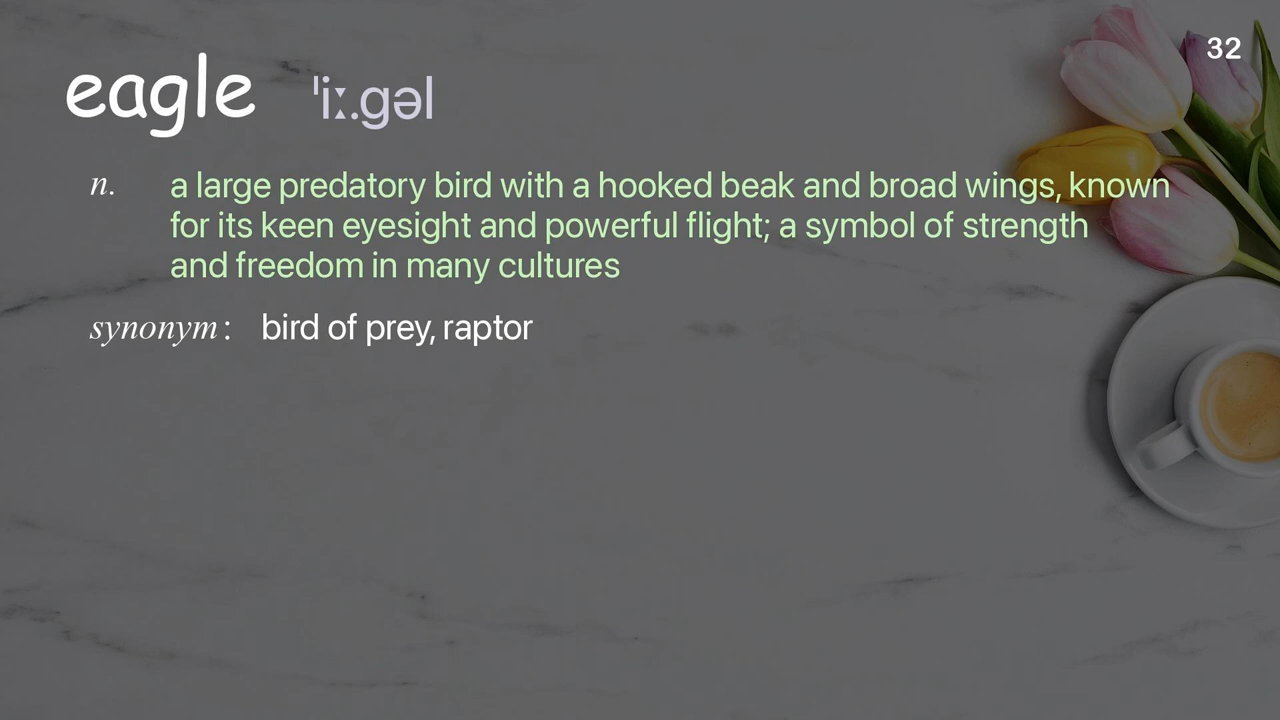 32
eagle ˈiː.gəl
n. a large predatory bird with a hooked beak and broad wings, known
for its keen eyesight and powerful flight; a symbol of strength
and freedom in many cultures
synonym: bird of prey, raptor